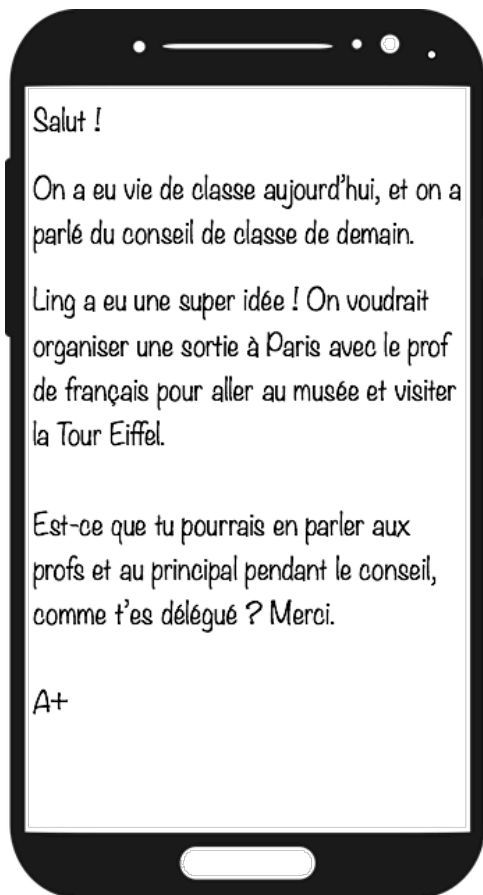 Salut !
On a eu vie de classe aujourd'hui, et on a
parlé du conseil de classe de demain.
Ling a eu une super idée ! On voudrait
organiser une sortie à Paris avec le prof
de français pour aller au musée et visiter
la Tour Eiffel.
Est-ce que tu pourrais en parler aux
profs et au principal pendant le conseil,
comme t'es délégué ? Merci.
A+